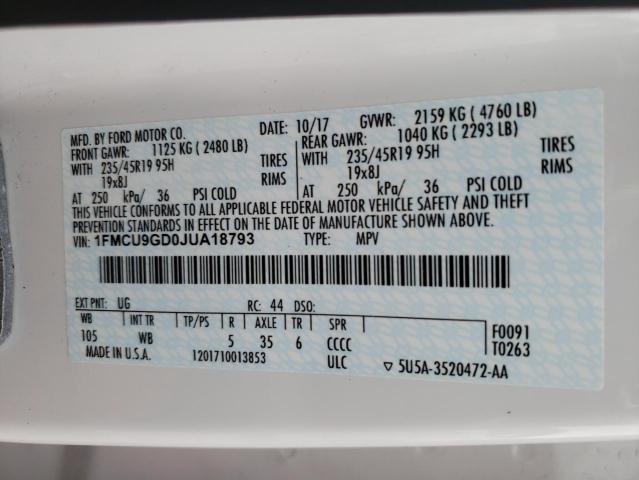 MFD. BY FORD MOTOR CO.
DATE: 10/17 GVWR: 2159 KG ( 4760 LB)
FRONT GAWR: 1125 KG ( 2480 LB) REAR GAWR: 1040 KG ( 2293 LB)
WITH 235/45R19 95H TIRES WITH 235/45R19 95H TIRES
19x8J RIMS 19x8J RIMS
AT 250 kPa/ 36 PSI COLD AT 250 kPa/ 36 PSI COLD
THIS VEHICLE CONFORMS TO ALL APPLICABLE FEDERAL MOTOR VEHICLE SAFETY AND THEFT
PREVENTION STANDARDS IN EFFECT ON THE DATE OF MANUFACTURE SHOWN ABOVE.
VIN: 1FMCU9GD0JUA18793 TYPE: MPV
EXT PNT: UG RC: 44 DSO:
WB INT TR TP/PS R AXLE TR SPR F0091
105 WB 5 35 6 CCCC T0263
MADE IN U.S.A. 1201710013853 ULC ▽ 5U5A-3520472-AA